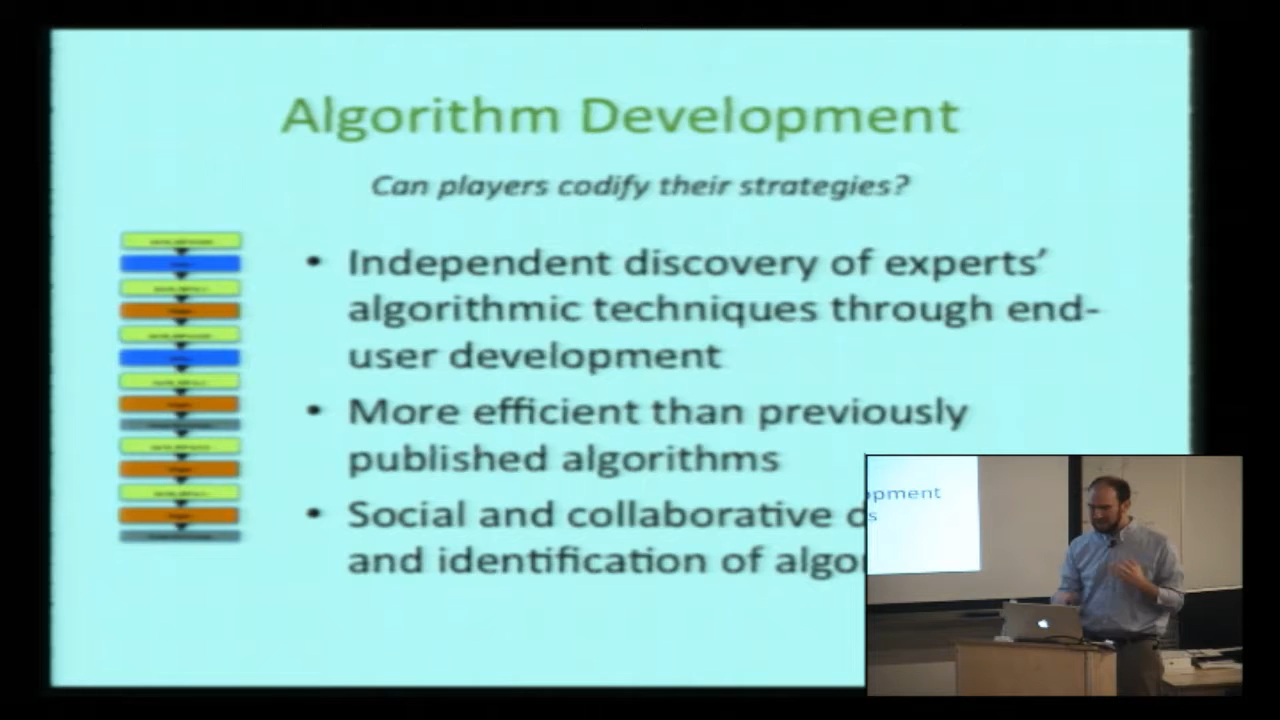 Algorithm Development
Can players codify their strategies?
• Independent discovery of experts'
algorithmic techniques through end-
user development
• More efficient than previously
published algorithms
• Social and collaborative
and identification of
opment
s